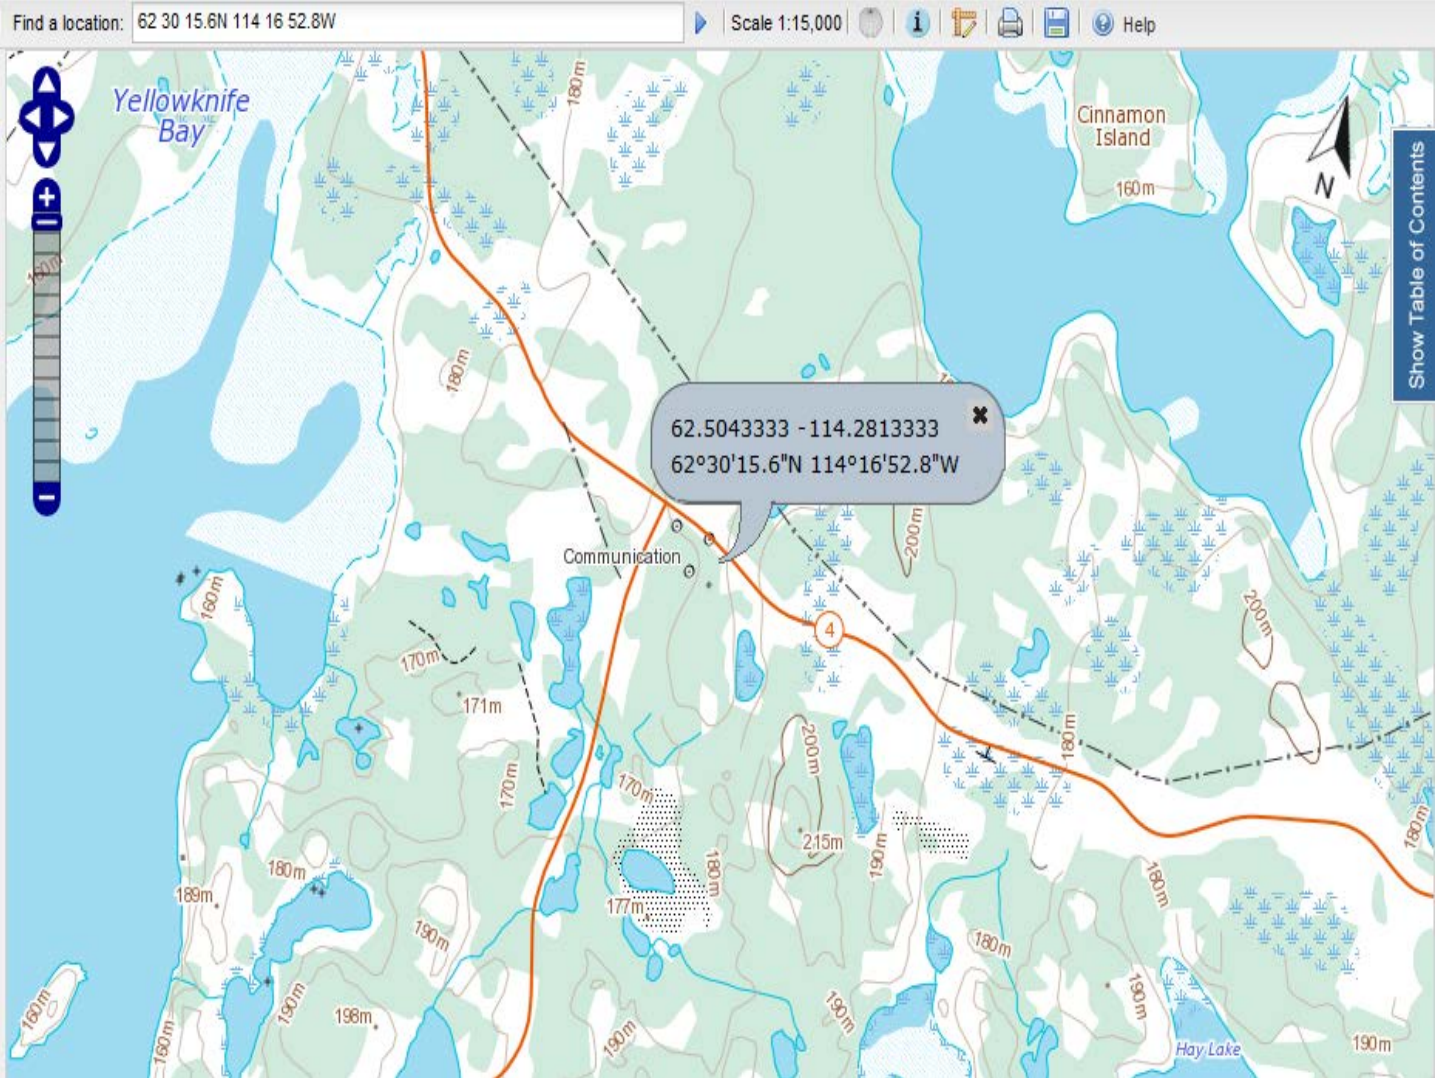 Find a location: 62 30 15.6N 114 16 52.8W Scale 1:15,000 Help
Yellowknife
Bay
180m
Cinnamon
Island
160m
N
Show Table of Contents
180m
62.5043333 -114.2813333
62°30'15.6"N 114°16'52.8"W
200m
Communication
160m
200m
4
170m
171m
180m
200m
170m
170m
215m
190m
180m
180m
180m
180m
189m
177m
190m
180m
190m
190m
160m
198m
160m
190m
190m
Hay Lake
190m